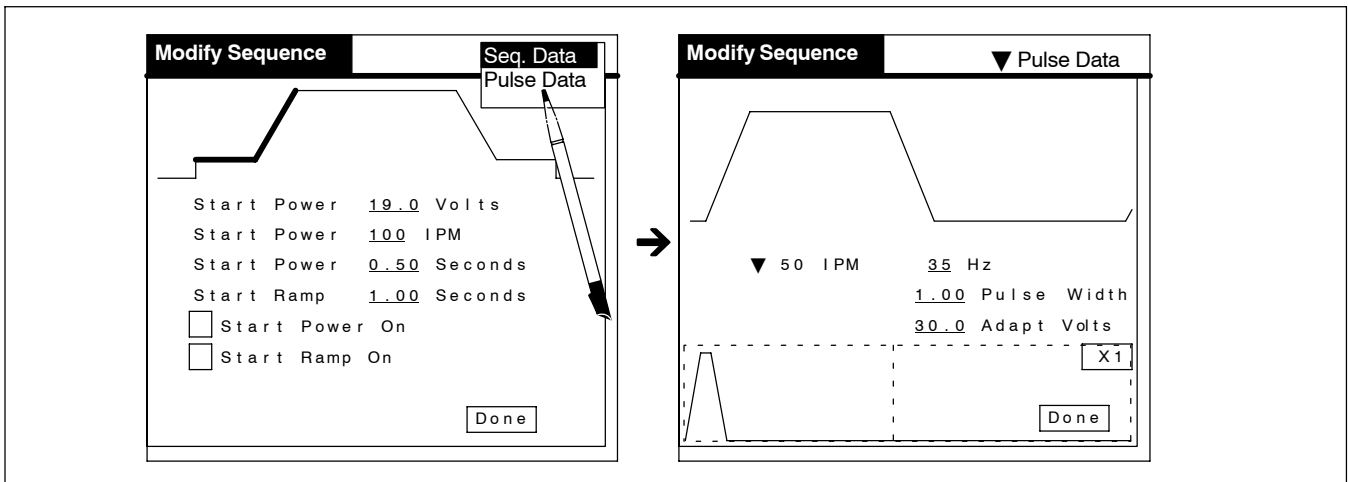 Modify Sequence
Seq. Data
Pulse Data
Start Power 19.0 Volts
Start Power 100 IPM
Start Power 0.50 Seconds
Start Ramp 1.00 Seconds
Start Power On
Start Ramp On
Done
Modify Sequence
▼ Pulse Data
▼ 50 IPM 35 Hz
1.00 Pulse Width
30.0 Adapt Volts
X1
Done